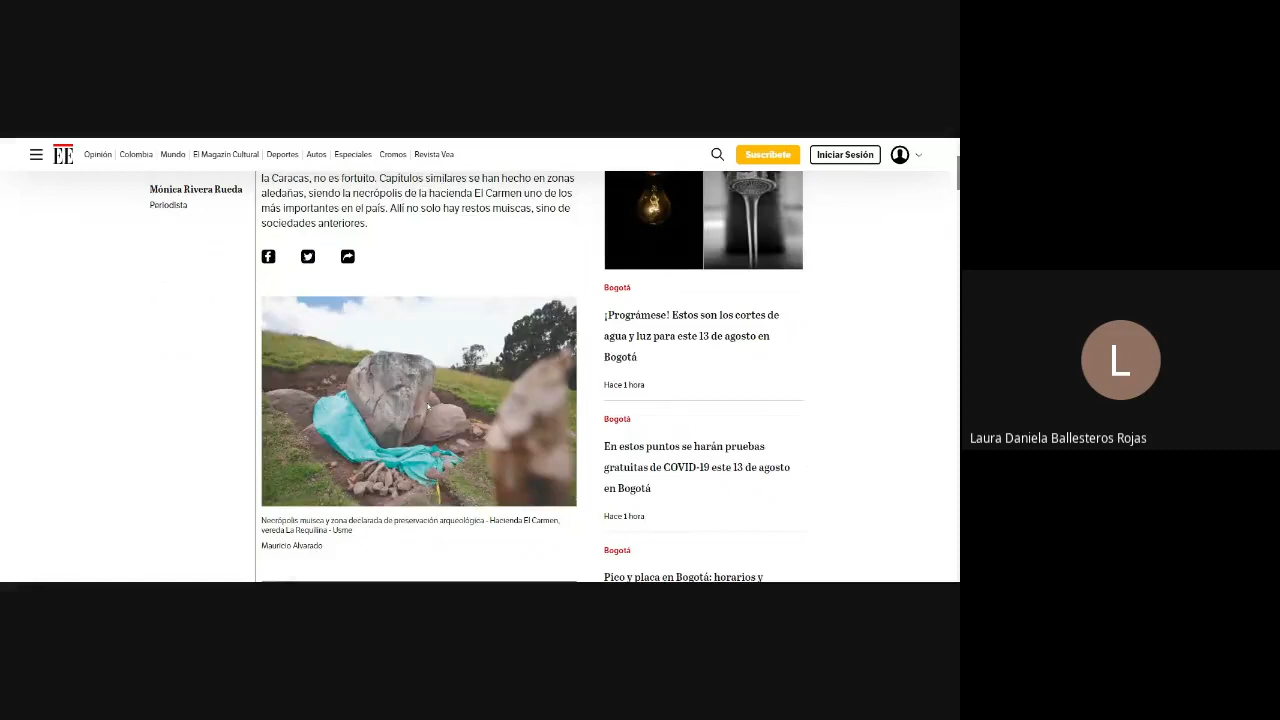 EE
Opinión
Colombia
Mundo
El Magazín Cultural
Deportes
Autos
Especiales
Cromos
Revista Vea
Suscríbete
Iniciar Sesión
Mónica Rivera Rueda
Periodista
la Caracas, no es fortuito. Capítulos similares se han hecho en zonas
aledañas, siendo la necrópolis de la hacienda El Carmen uno de los
más importantes en el país. Allí no solo hay restos muiscas, sino de
sociedades anteriores.
Necrópolis muisca y zona declarada de preservación arqueológica - Hacienda El Carmen,
vereda La Requilina - Usme
Mauricio Alvarado
Bogotá
¡Prográmese! Estos son los cortes de
agua y luz para este 13 de agosto en
Bogotá
Hace 1 hora
Bogotá
En estos puntos se harán pruebas
gratuitas de COVID-19 este 13 de agosto
en Bogotá
Hace 1 hora
Bogotá
Pico y placa en Bogotá: horarios y
L
Laura Daniela Ballesteros Rojas